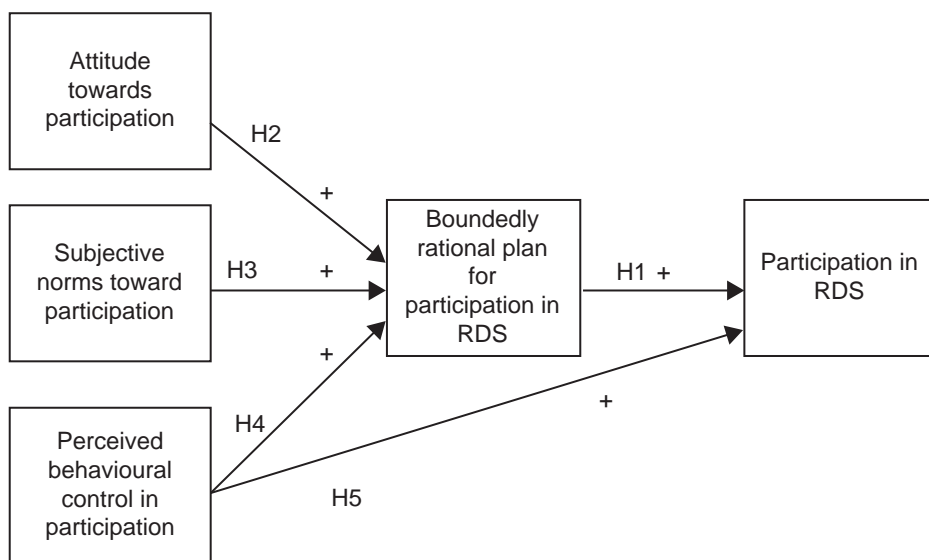 Attitude
towards
participation
H2
+
Subjective
norms toward
participation
H3
+
Boundedly
rational plan
for
participation in
RDS
H1 +
Participation in
RDS
+
H4
Perceived
behavioural
control in
participation
H5
+